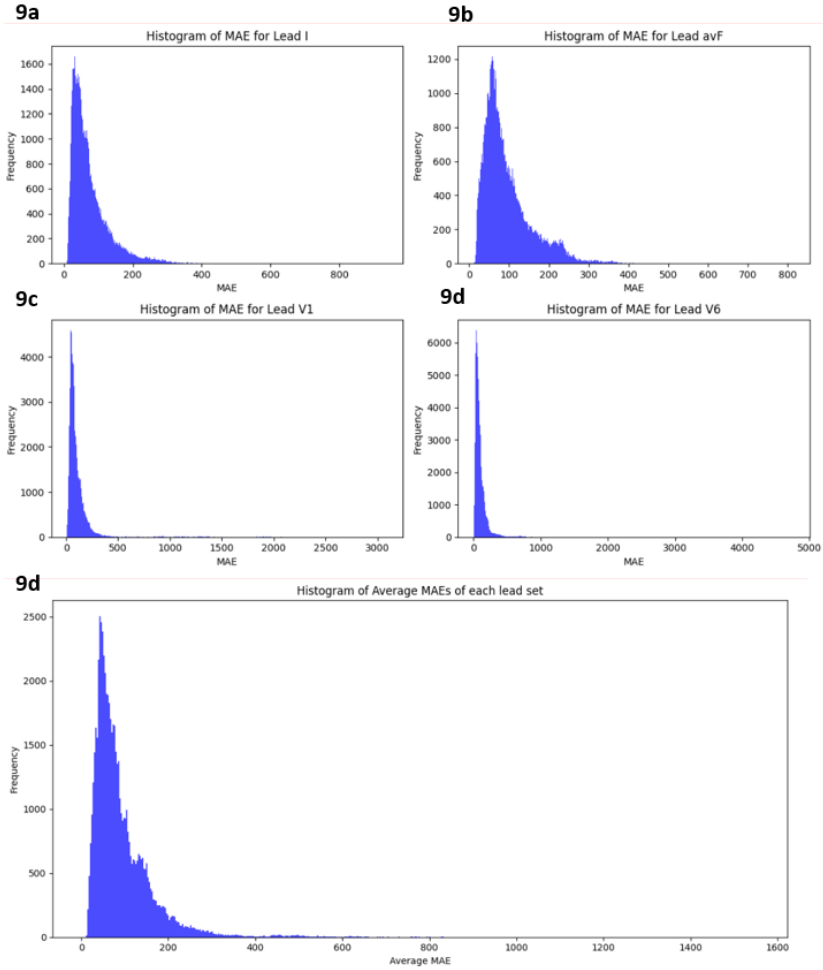 9a
9b
Histogram of MAE for Lead I
Histogram of MAE for Lead avF
Frequency
1600
1400
1200
1000
800
600
400
200
0
0 200 400 600 800
MAE
Frequency
1200
1000
800
600
400
200
0
0 100 200 300 400 500 600 700 800
MAE
9c
9d
Histogram of MAE for Lead V1
Histogram of MAE for Lead V6
Frequency
4000
3000
2000
1000
0
0 500 1000 1500 2000 2500 3000
MAE
Frequency
6000
5000
4000
3000
2000
1000
0
0 1000 2000 3000 4000 5000
MAE
9d
Histogram of Average MAEs of each lead set
Frequency
2500
2000
1500
1000
500
0
0 200 400 600 800 1000 1200 1400 1600
Average MAE